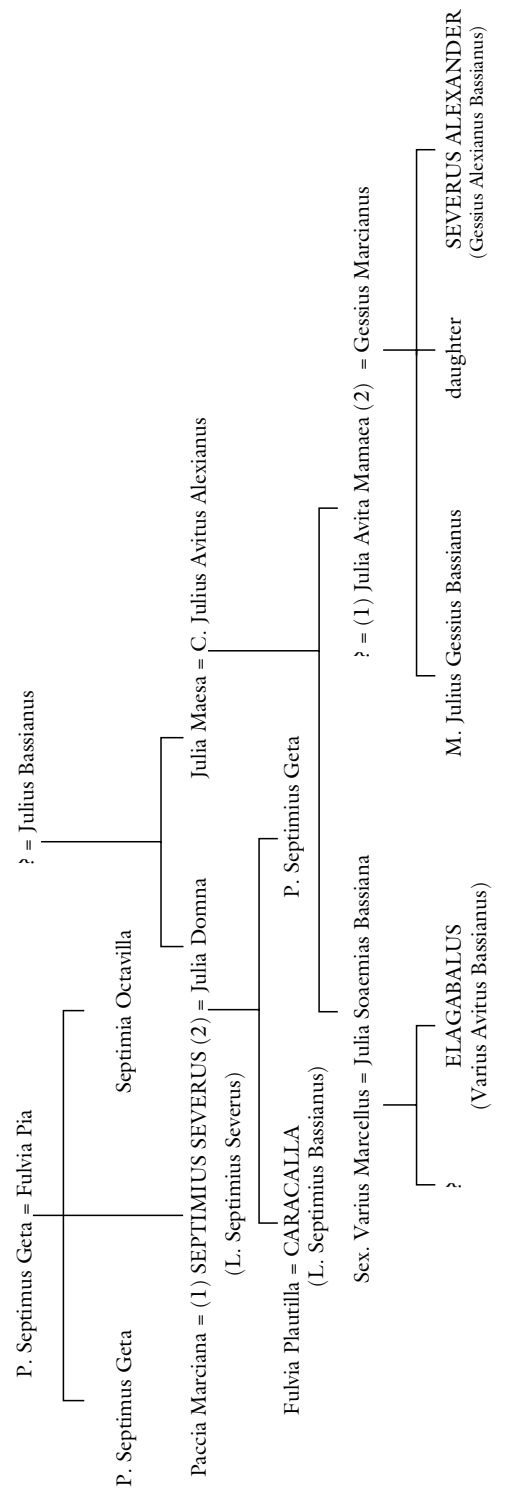 P. Septimus Geta = Fulvia Pia
? = Julius Bassianus
P. Septimus Geta
Septimia Octavilla
Paccia Marciana = (1) SEPTIMIUS SEVERUS (2) = Julia Domna
(L. Septimius Severus)
Julia Maesa = C. Julius Avitus Alexianus
Fulvia Plautilla = CARACALLA
(L. Septimius Bassianus)
P. Septimius Geta
Sex. Varius Marcellus = Julia Soaemias Bassiana
? = (1) Julia Avita Mamaea (2) = Gessius Marcianus
?
ELAGABALUS
(Varius Avitus Bassianus)
M. Julius Gessius Bassianus
daughter
SEVERUS ALEXANDER
(Gessius Alexianus Bassianus)